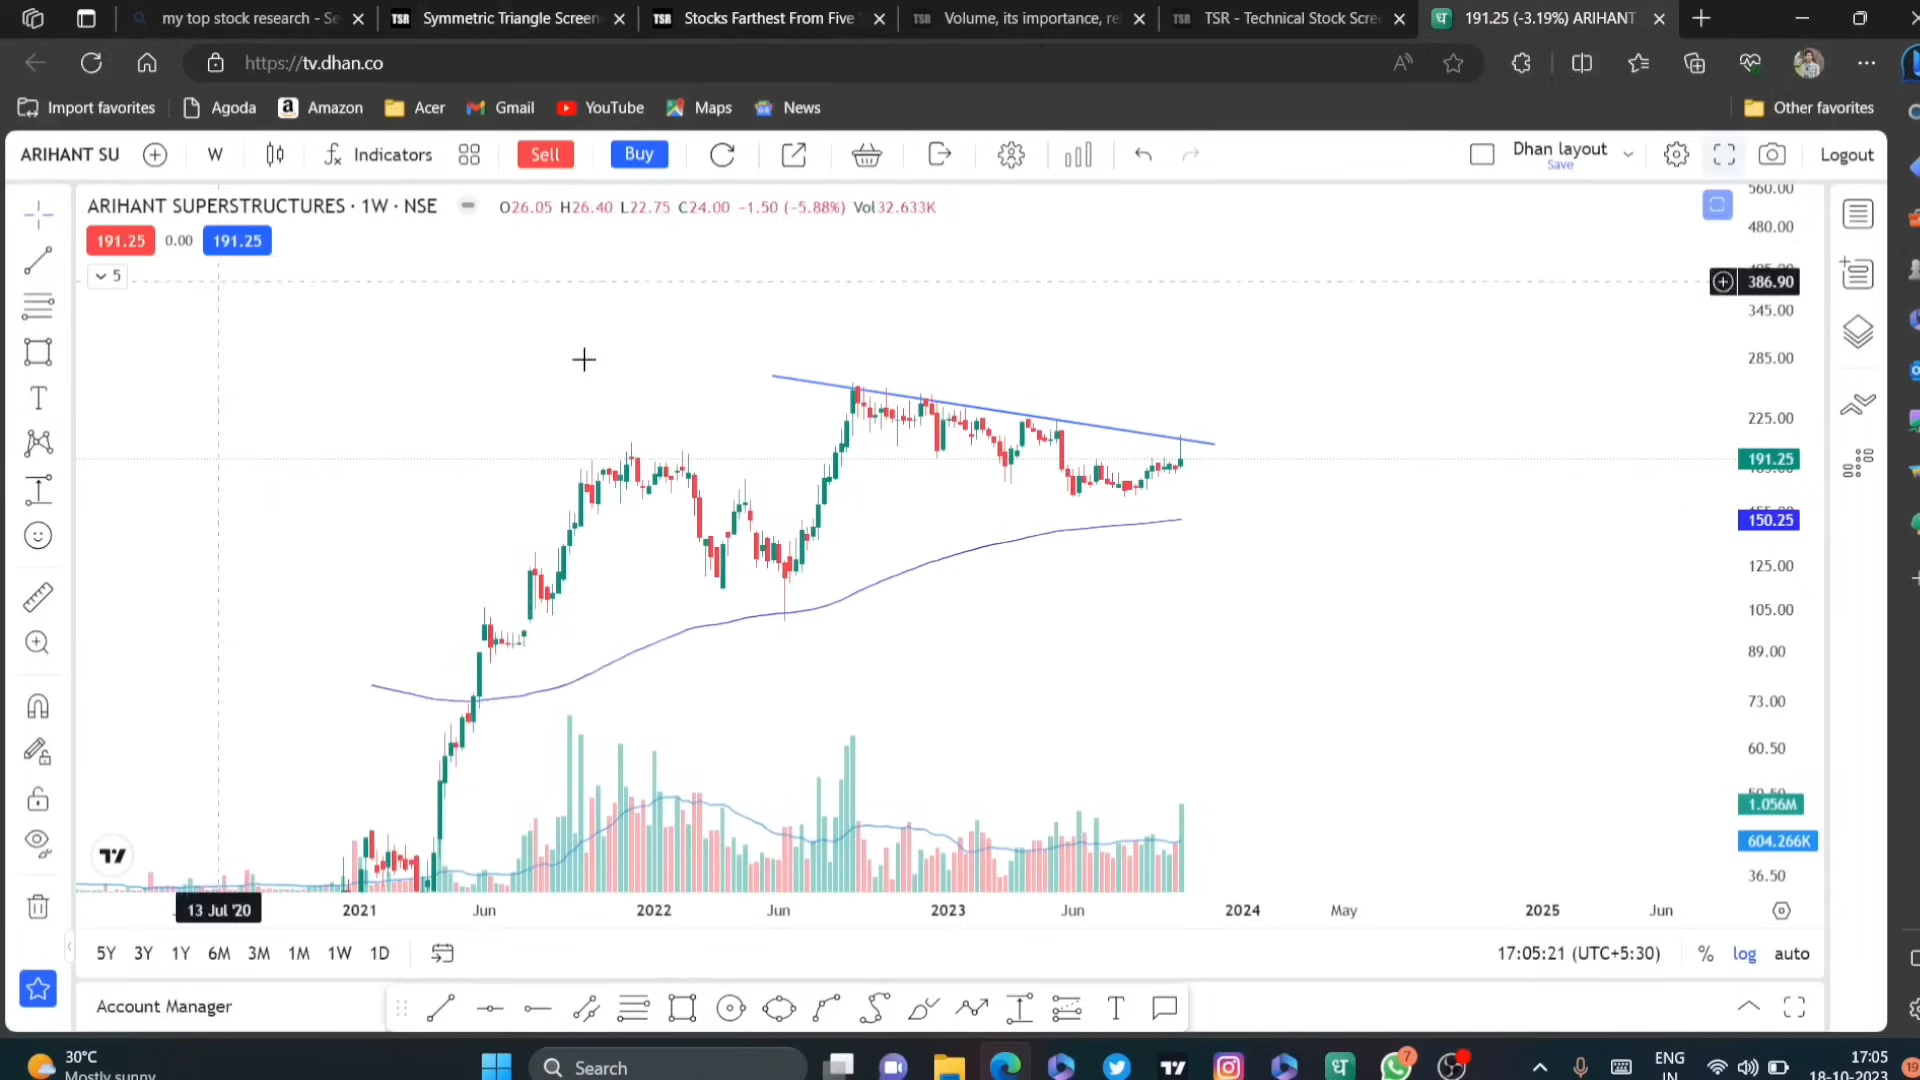 my top stock research - Se
TSR Symmetric Triangle Screen
TSR Stocks Farthest From Five
TSR Volume, its importance, re
TSR TSR - Technical Stock Scre
ध 191.25 (-3.19%) ARIHANT
https://tv.dhan.co
Import favorites Agoda Amazon Acer Gmail YouTube Maps News Other favorites
ARIHANT SU W Indicators Sell Buy Dhan layout Save Logout
ARIHANT SUPERSTRUCTURES · 1W · NSE O26.05 H26.40 L22.75 C24.00 −1.50 (−5.88%) Vol32.633K
191.25 0.00 191.25
5
560.00
480.00
386.90
345.00
285.00
225.00
191.25
150.25
125.00
105.00
89.00
73.00
60.50
1.056M
604.266K
36.50
13 Jul '20 2021 Jun 2022 Jun 2023 Jun 2024 May 2025 Jun
5Y 3Y 1Y 6M 3M 1M 1W 1D 17:05:21 (UTC+5:30) % log auto
Account Manager
30°C
Mostly sunny
Search
ध
7
ENG
IN
17:05
18-10-2023
19